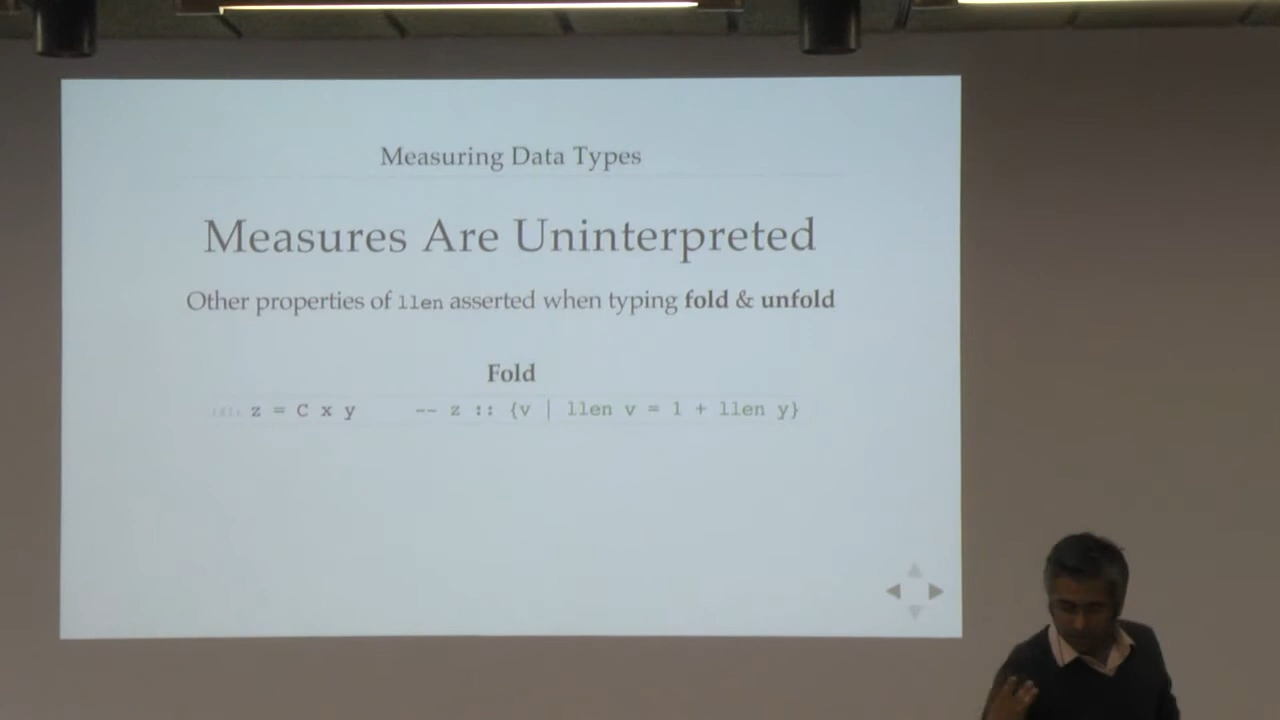 Measuring Data Types
Measures Are Uninterpreted
Other properties of llen asserted when typing fold & unfold
Fold
z = C x y -- z :: {v | llen v = 1 + llen y}